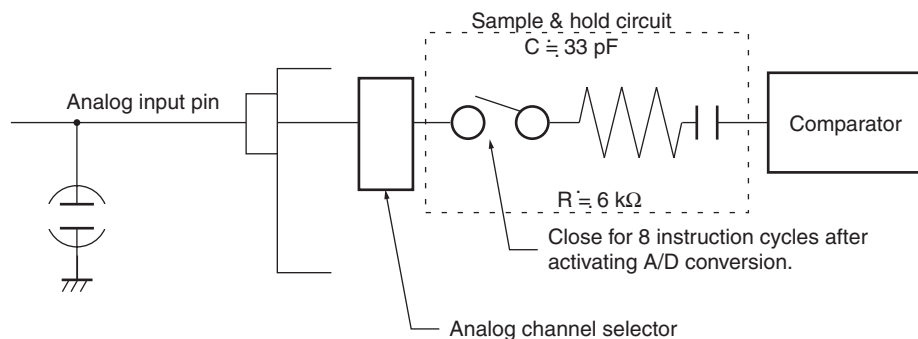 Sample & hold circuit
C ≒ 33 pF
Analog input pin
Comparator
R ≒ 6 kΩ
Close for 8 instruction cycles after
activating A/D conversion.
Analog channel selector